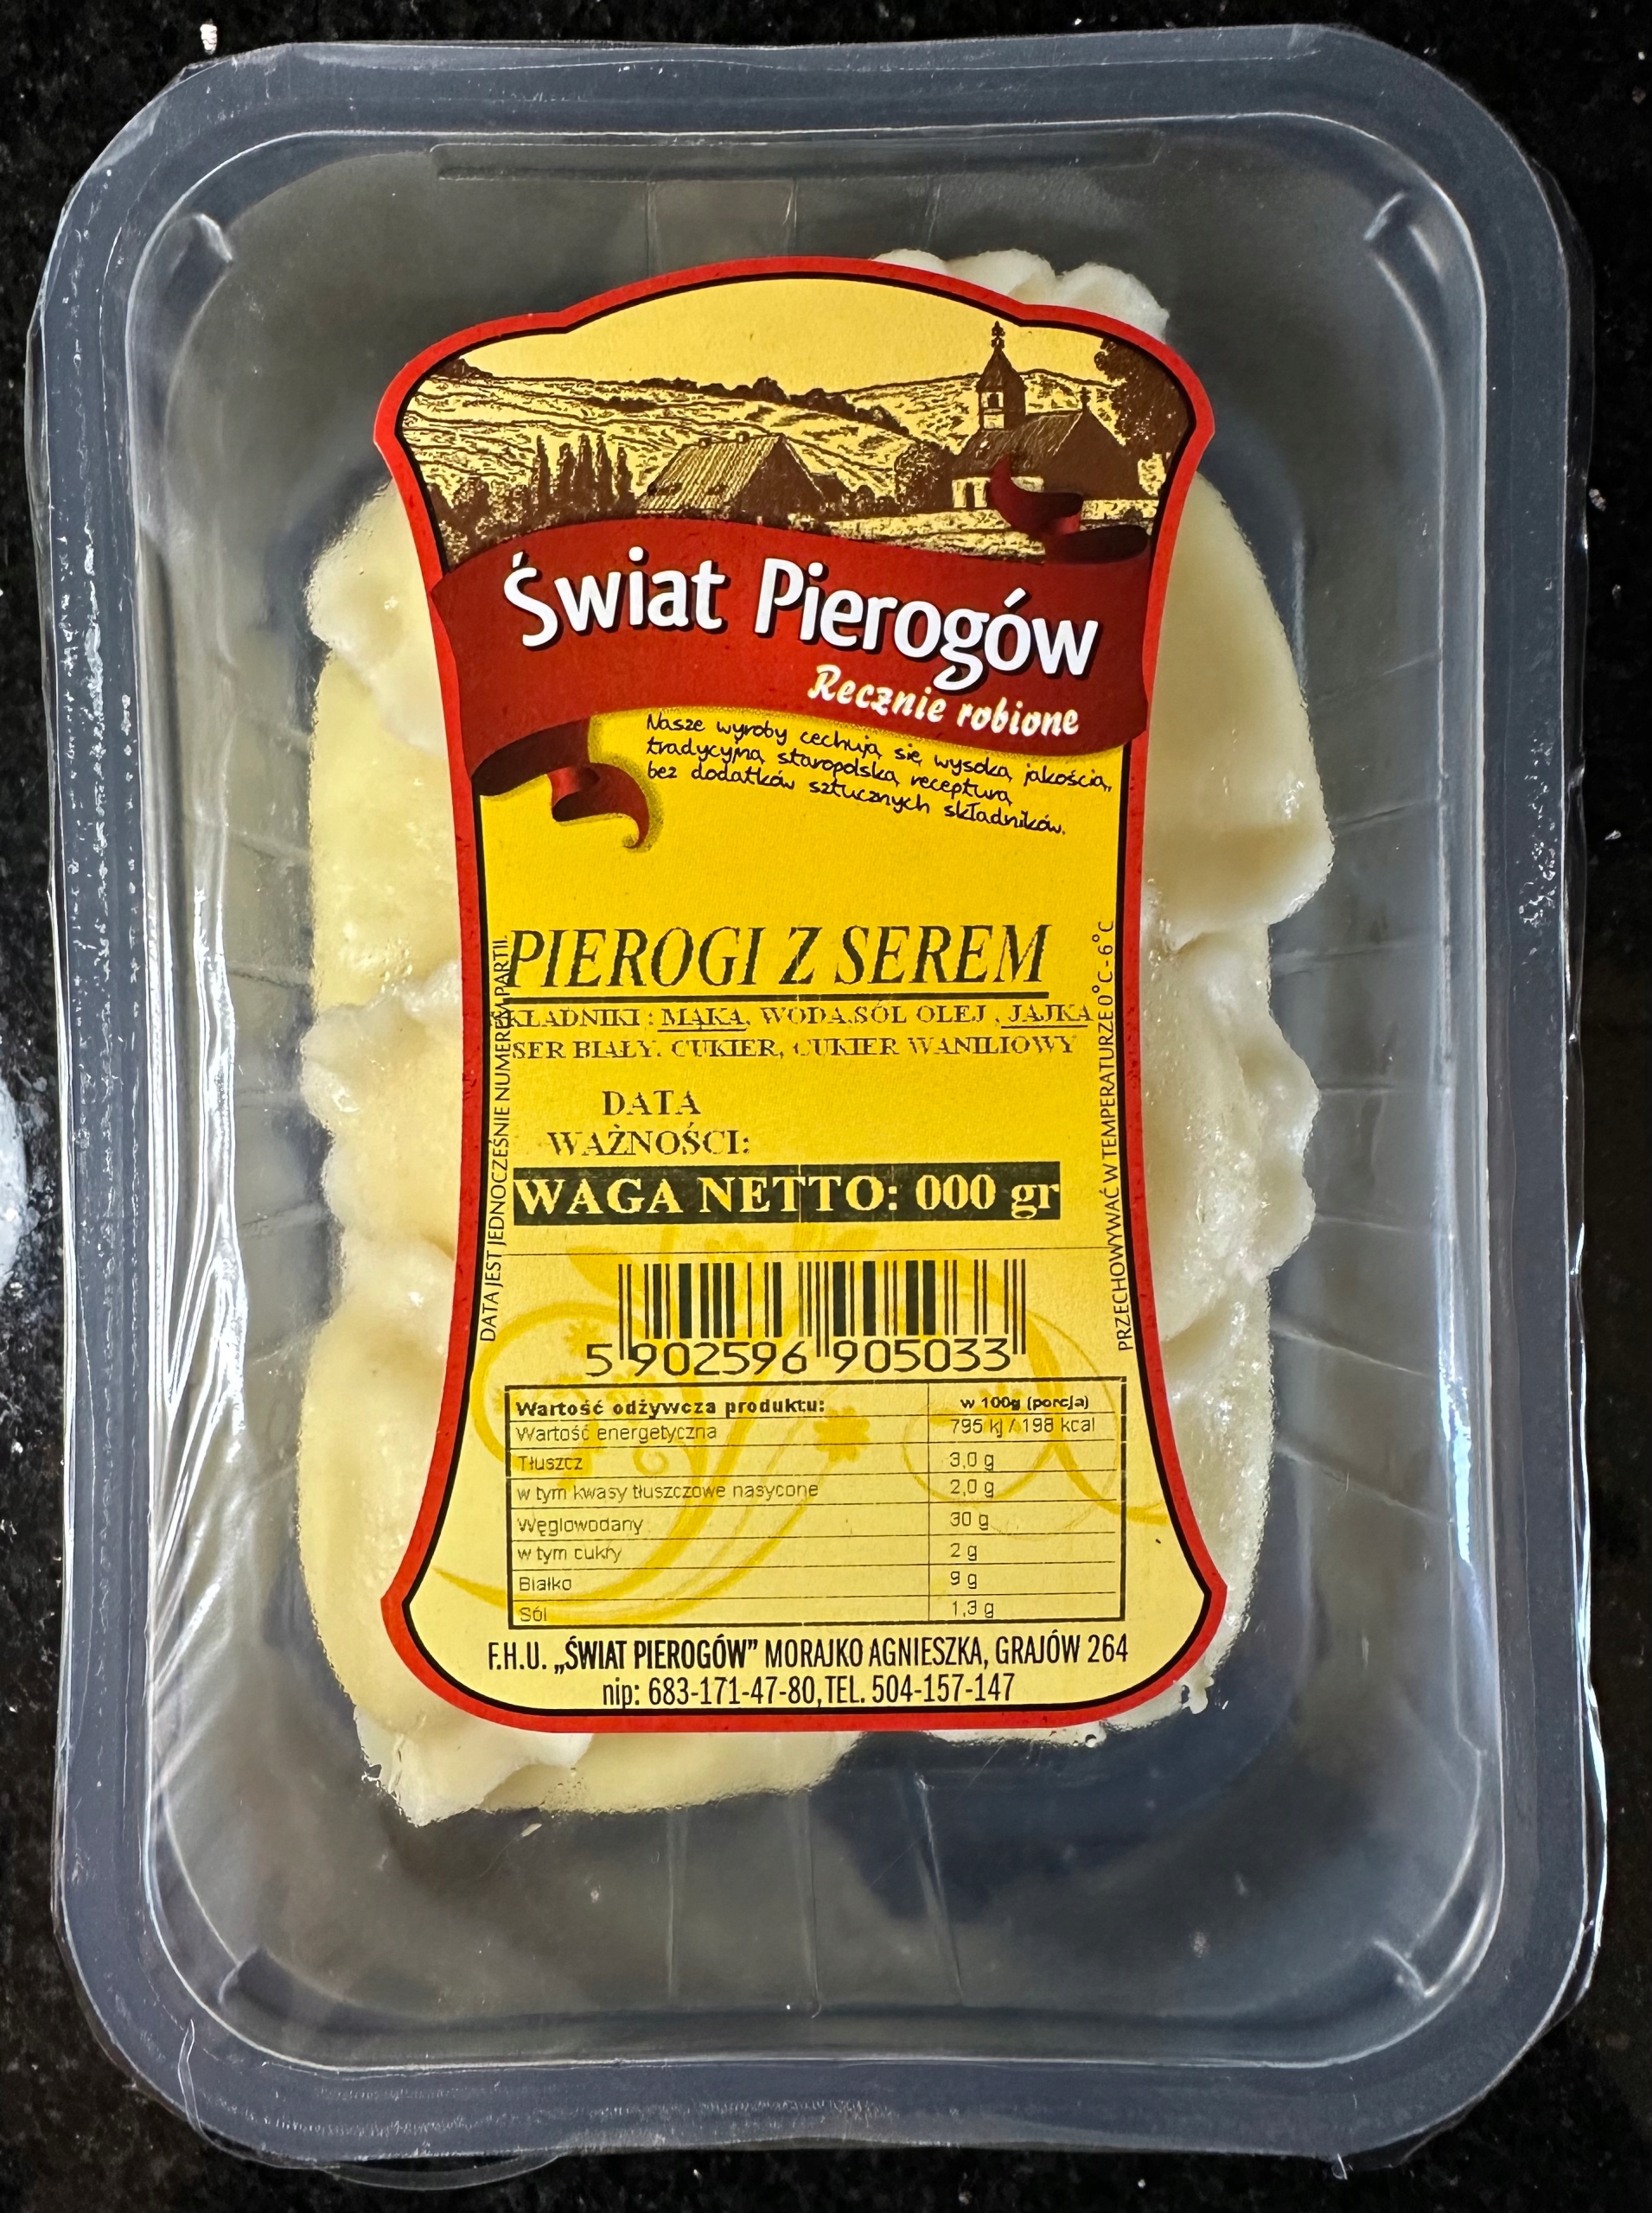 Świat Pierogów
Recznie robione
Nasze wyroby cechują się wysoką jakością,
tradycyjną staropolską recepturą
bez dodatków sztucznych składników.
PIEROGI Z SEREM
SKŁADNIKI : MĄKA, WODA,SÓL OLEJ , JAJKA
SER BIAŁY. CUKIER, CUKIER WANILIOWY
DATA
WAŻNOŚCI:
WAGA NETTO: 000 gr
DATA JEST JEDNOCZEŚNIE NUMEREM PARTII.
PRZECHOWYWAĆ W TEMPERATURZE 0°C - 6°C
5 902596 905033
Wartość odżywcza produktu: w 100g (porcja)
Wartość energetyczna 795 kj / 198 kcal
Tłuszcz 3,0 g
w tym kwasy tłuszczowe nasycone 2,0 g
Węglowodany 30 g
w tym cukry 2 g
Białko 9 g
Sól 1,3 g
F.H.U. „ŚWIAT PIEROGÓW” MORAJKO AGNIESZKA, GRAJÓW 264
nip: 683-171-47-80, TEL. 504-157-147